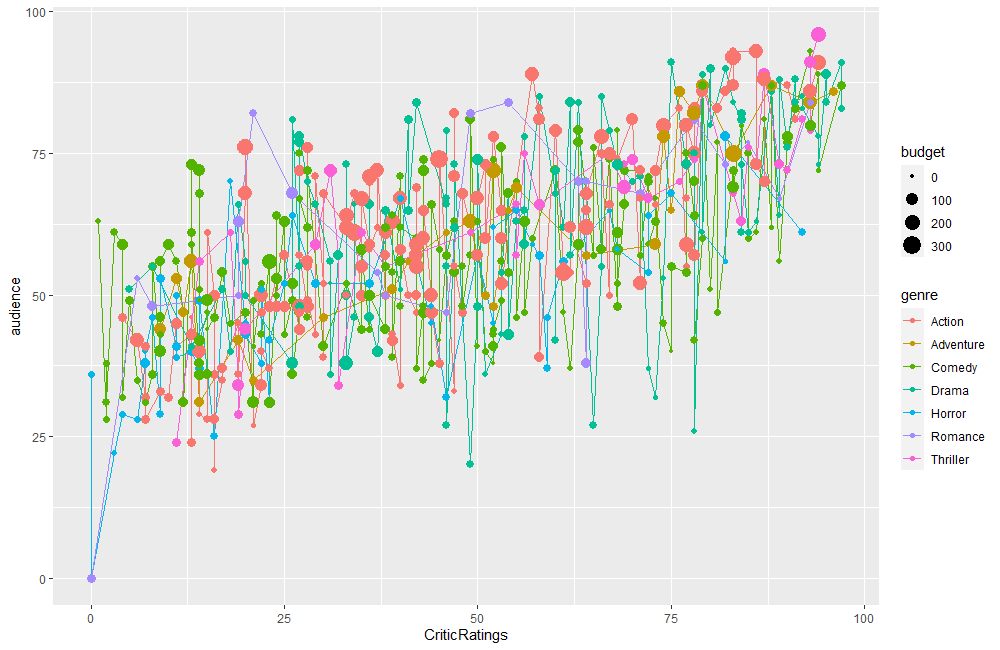 100
75
50
25
0
audience
0
25
50
75
100
CriticRatings
budget
0
100
200
300
genre
Action
Adventure
Comedy
Drama
Horror
Romance
Thriller